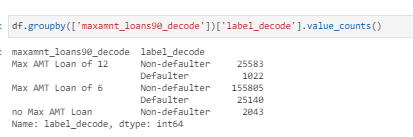 df.groupby(['maxamnt_loans90_decode'])['label_decode'].value_counts()
maxamnt_loans90_decode  label_decode
Max AMT Loan of 12      Non-defaulter     25583
                        Defaulter          1022
Max AMT Loan of 6       Non-defaulter    155805
                        Defaulter         25140
no Max AMT Loan         Non-defaulter      2043
Name: label_decode, dtype: int64